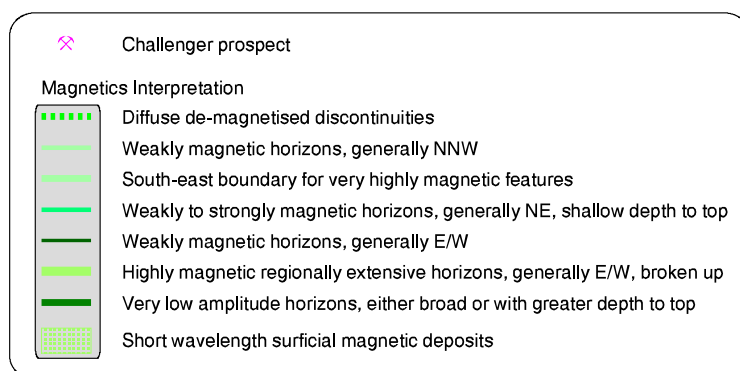 Challenger prospect
Magnetics Interpretation
Diffuse de-magnetised discontinuities
Weakly magnetic horizons, generally NNW
South-east boundary for very highly magnetic features
Weakly to strongly magnetic horizons, generally NE, shallow depth to top
Weakly magnetic horizons, generally E/W
Highly magnetic regionally extensive horizons, generally E/W, broken up
Very low amplitude horizons, either broad or with greater depth to top
Short wavelength surficial magnetic deposits